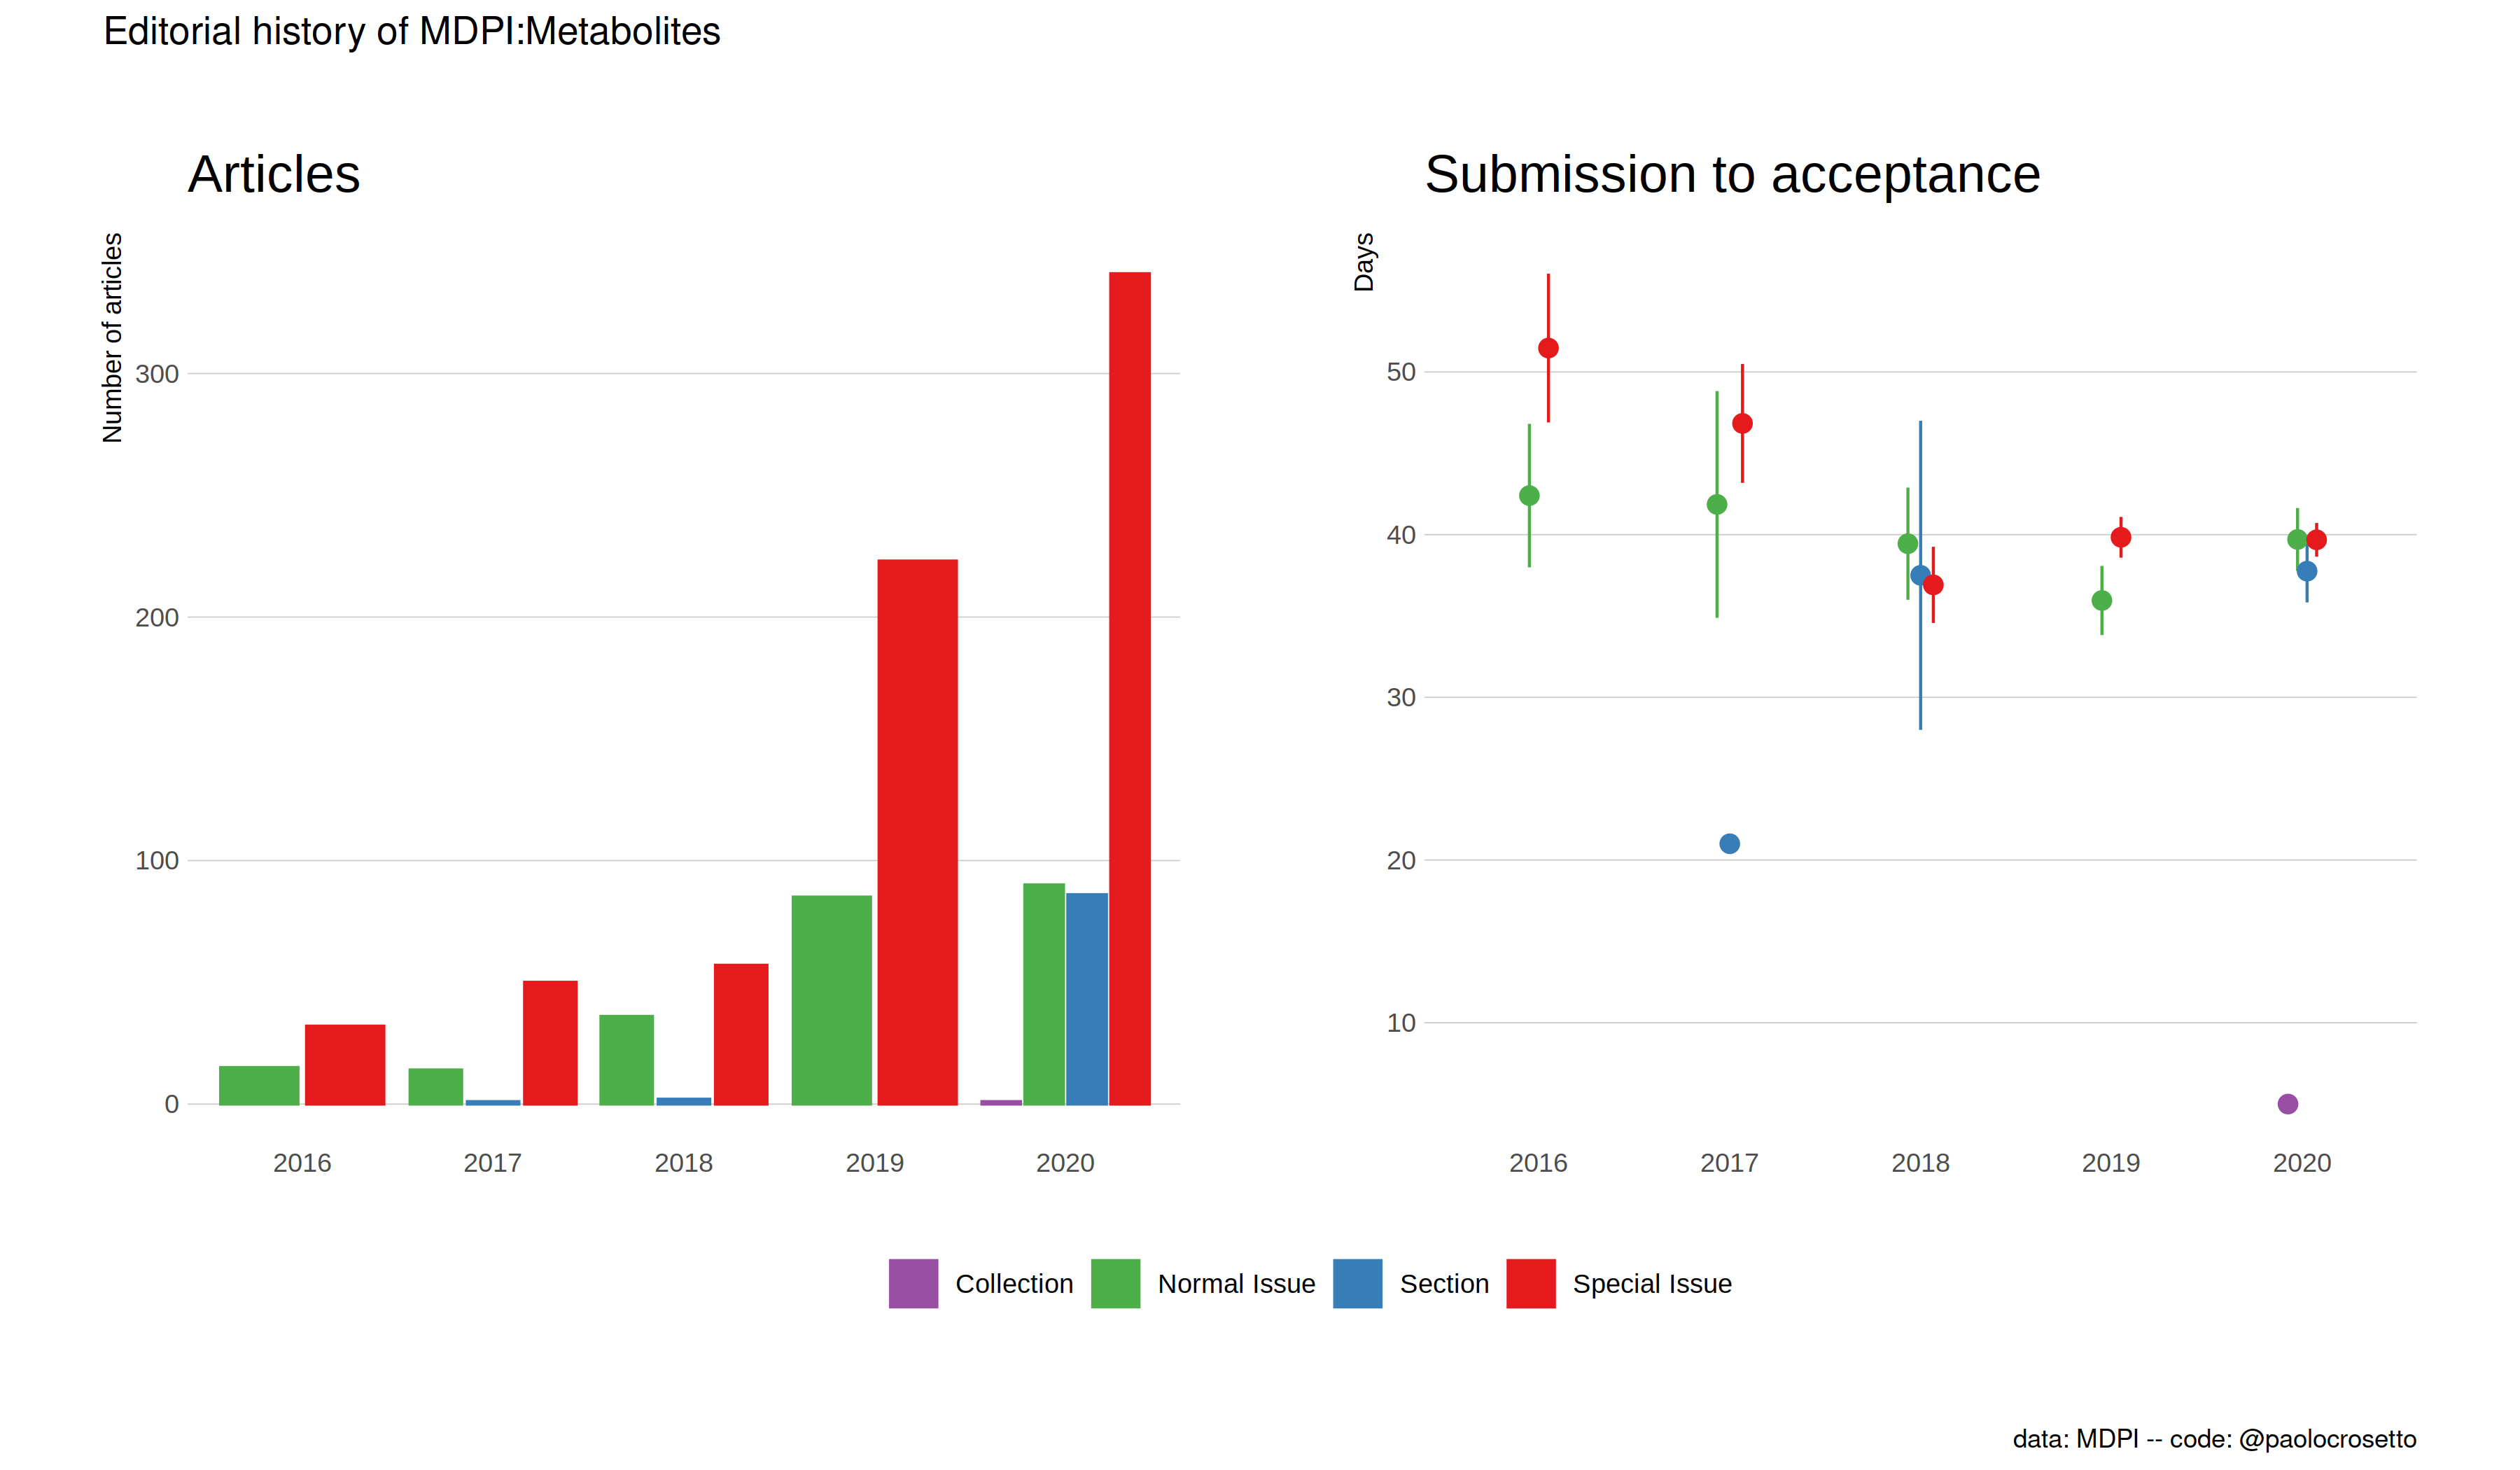 Editorial history of MDPI:Metabolites
Articles
Number of articles
300
200
100
0
2016 2017 2018 2019 2020
Submission to acceptance
Days
50
40
30
20
10
2016 2017 2018 2019 2020
Collection Normal Issue Section Special Issue
data: MDPI -- code: @paolocrosetto